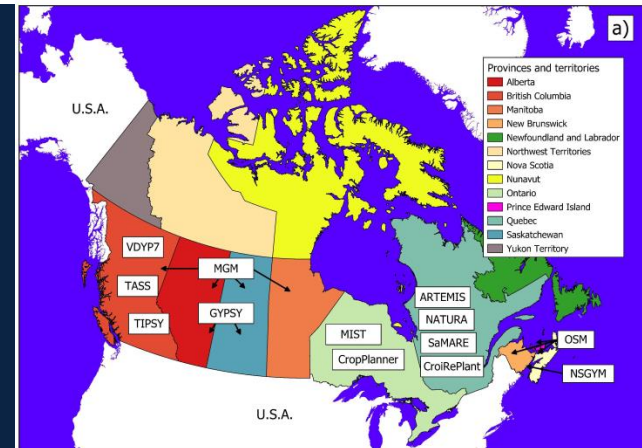 a)
Provinces and territories
Alberta
British Columbia
Manitoba
New Brunswick
Newfoundland and Labrador
Northwest Territories
Nova Scotia
Nunavut
Ontario
Prince Edward Island
Quebec
Saskatchewan
Yukon Territory
U.S.A.
VDYP7
MGM
TASS
GYPSY
TIPSY
MIST
CropPlanner
ARTEMIS
NATURA
SaMARE
CroiRePlant
OSM
NSGYM
U.S.A.